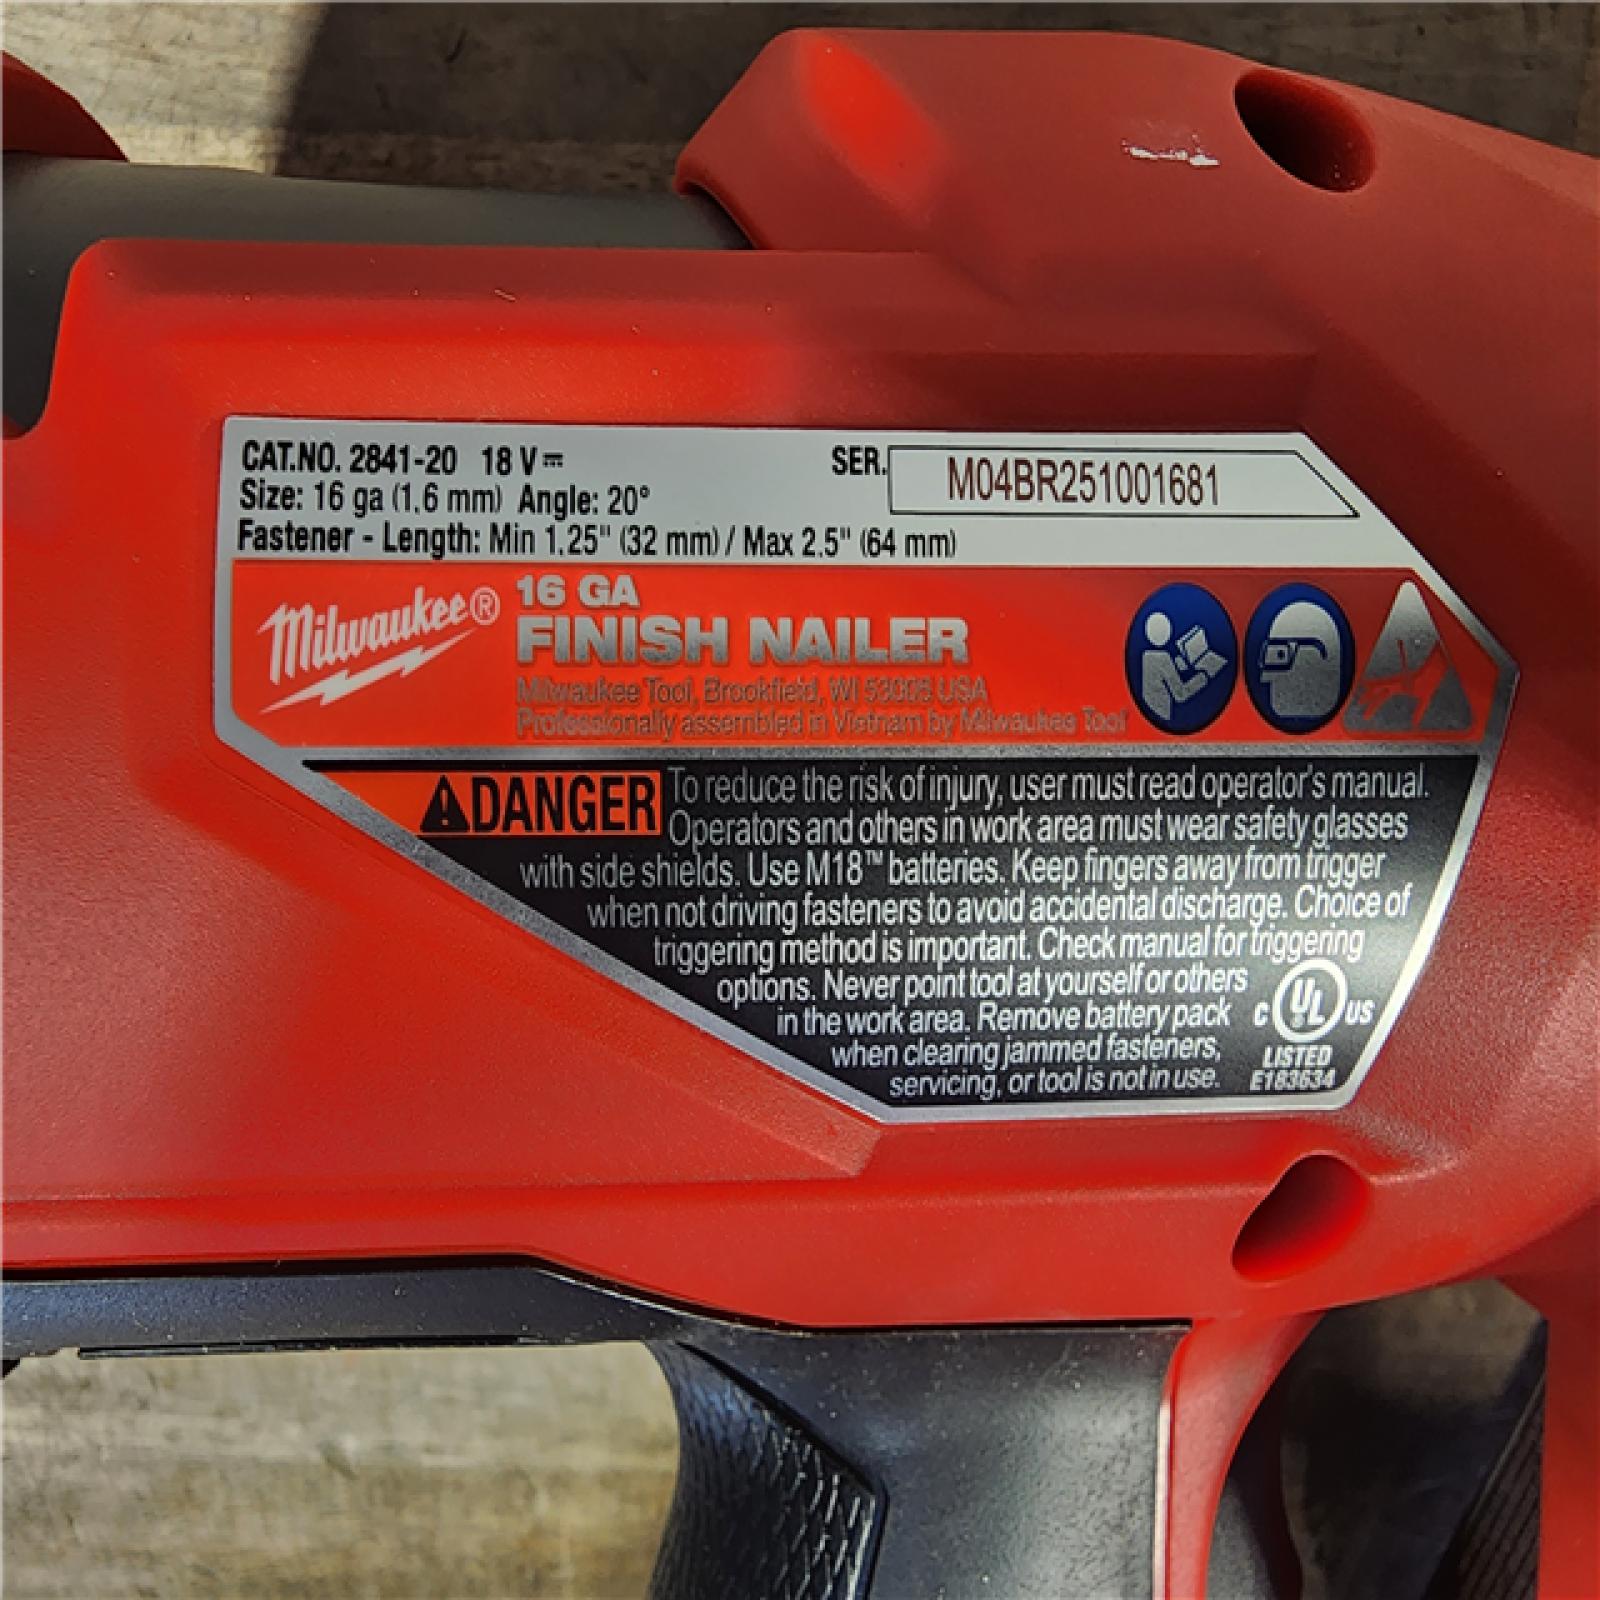 CAT.NO. 2841-20 18 V⎓
SER. M04BR251001681
Size: 16 ga (1.6 mm) Angle: 20°
Fastener - Length: Min 1.25" (32 mm) / Max 2.5" (64 mm)
Milwaukee®
16 GA
FINISH NAILER
Milwaukee Tool, Brookfield, WI 53005 USA
Professionally assembled in Vietnam by Milwaukee Tool
DANGER To reduce the risk of injury, user must read operator's manual.
Operators and others in work area must wear safety glasses
with side shields. Use M18™ batteries. Keep fingers away from trigger
when not driving fasteners to avoid accidental discharge. Choice of
triggering method is important. Check manual for triggering
options. Never point tool at yourself or others
in the work area. Remove battery pack
when clearing jammed fasteners,
servicing, or tool is not in use.
C UL US
LISTED
E183634